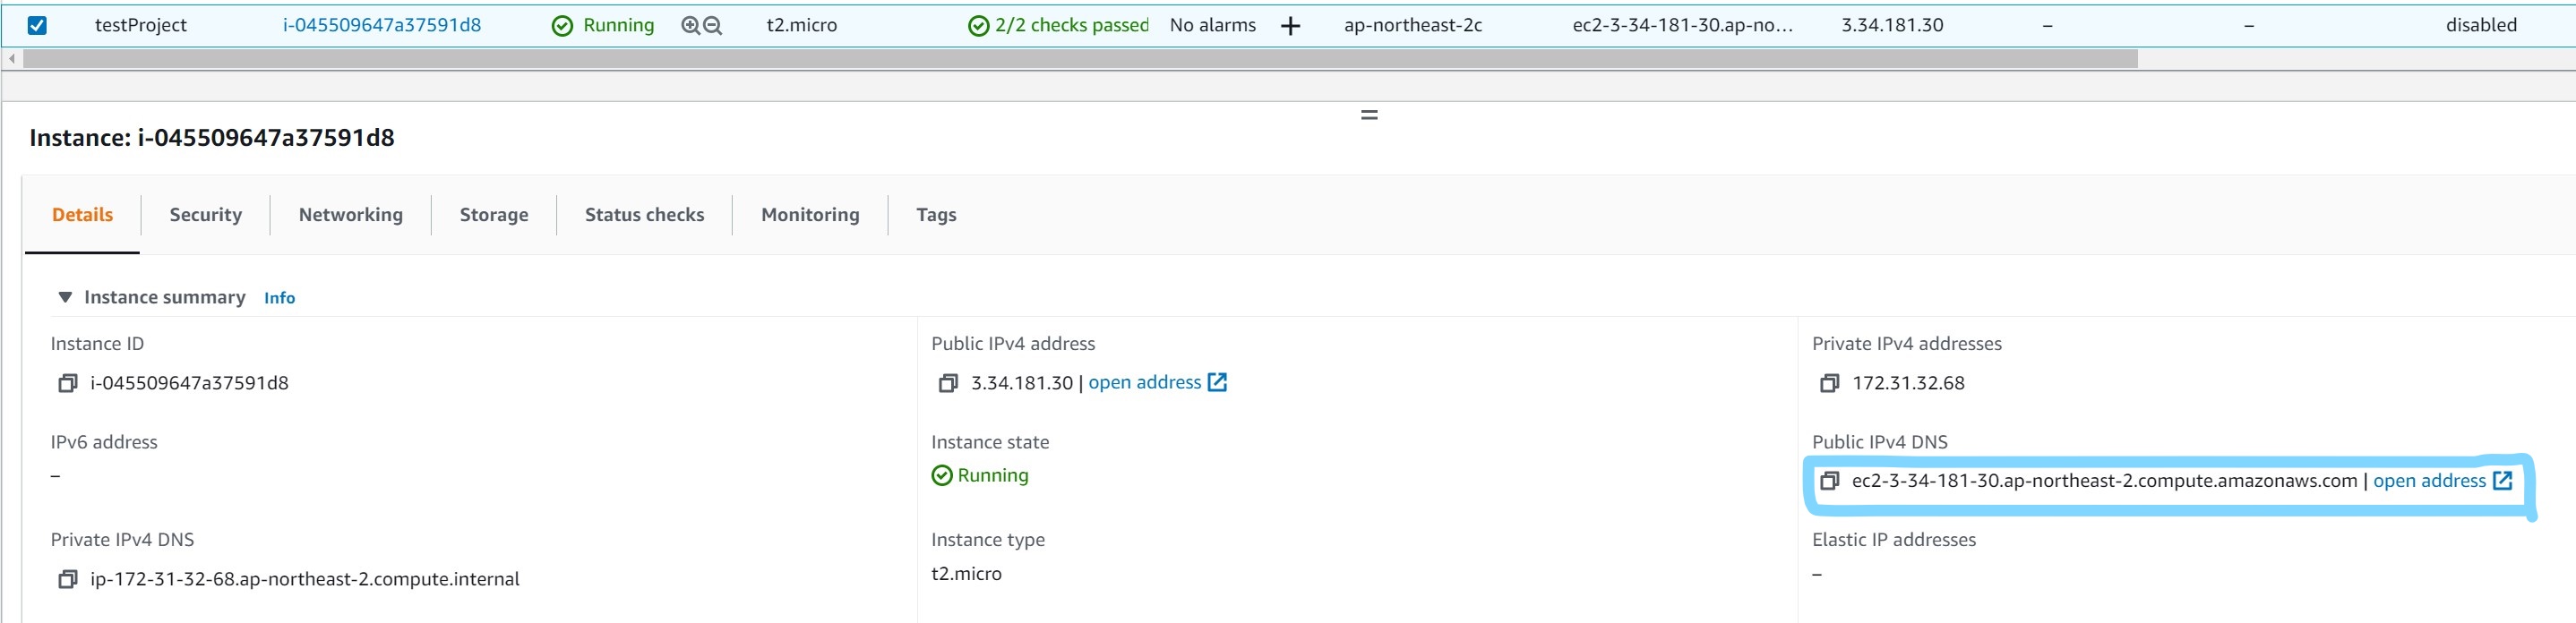 testProject i-045509647a37591d8 Running t2.micro 2/2 checks passed No alarms + ap-northeast-2c ec2-3-34-181-30.ap-no... 3.34.181.30 – – disabled
Instance: i-045509647a37591d8
Details Security Networking Storage Status checks Monitoring Tags
Instance summary Info
Instance ID
i-045509647a37591d8
Public IPv4 address
3.34.181.30 | open address
Private IPv4 addresses
172.31.32.68
IPv6 address
–
Instance state
Running
Public IPv4 DNS
ec2-3-34-181-30.ap-northeast-2.compute.amazonaws.com | open address
Private IPv4 DNS
ip-172-31-32-68.ap-northeast-2.compute.internal
Instance type
t2.micro
Elastic IP addresses
–